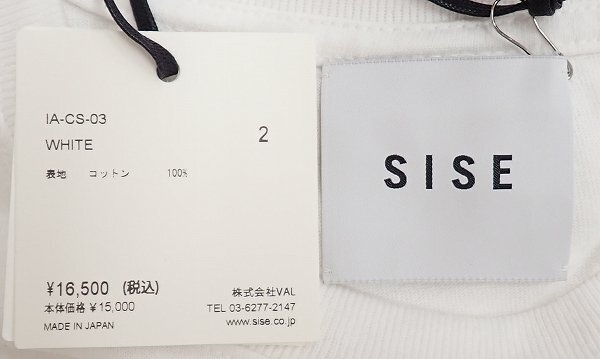 IA-CS-03
WHITE
2
表地 コットン 100%
¥16,500 (税込)
本体価格 ¥15,000
MADE IN JAPAN
株式会社VAL
TEL 03-6277-2147
www.sise.co.jp
SISE